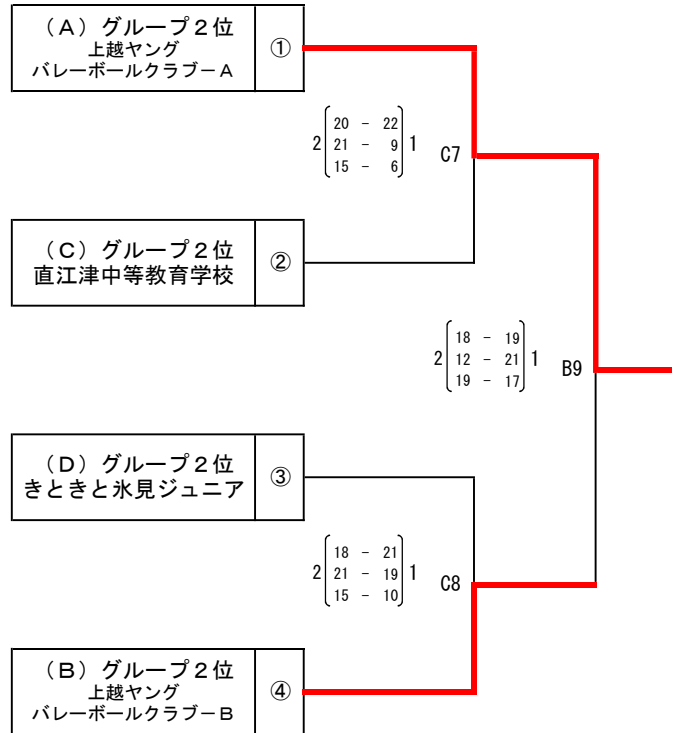 （A）グループ２位
上越ヤング
バレーボールクラブ－A
①
20 - 22
2 21 - 9 1
15 - 6
C7
（C）グループ２位
直江津中等教育学校
②
18 - 19
2 12 - 21 1
19 - 17
B9
（D）グループ２位
きときと氷見ジュニア
③
18 - 21
2 21 - 19 1
15 - 10
C8
（B）グループ２位
上越ヤング
バレーボールクラブ－B
④